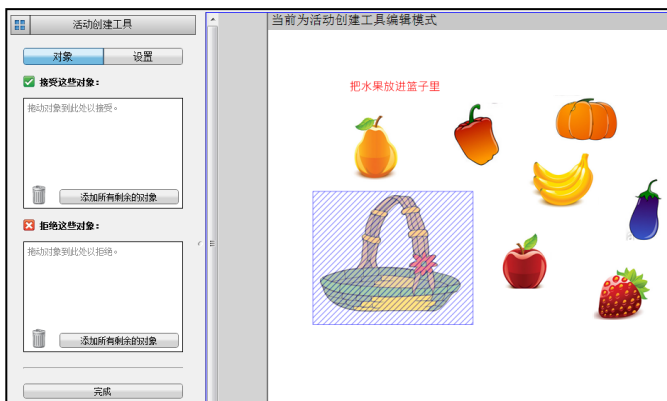 活动创建工具
当前为活动创建工具编辑模式
对象
设置
接受这些对象：
拖动对象到此处以接受。
添加所有剩余的对象
拒绝这些对象：
拖动对象到此处以拒绝。
添加所有剩余的对象
完成
把水果放进篮子里